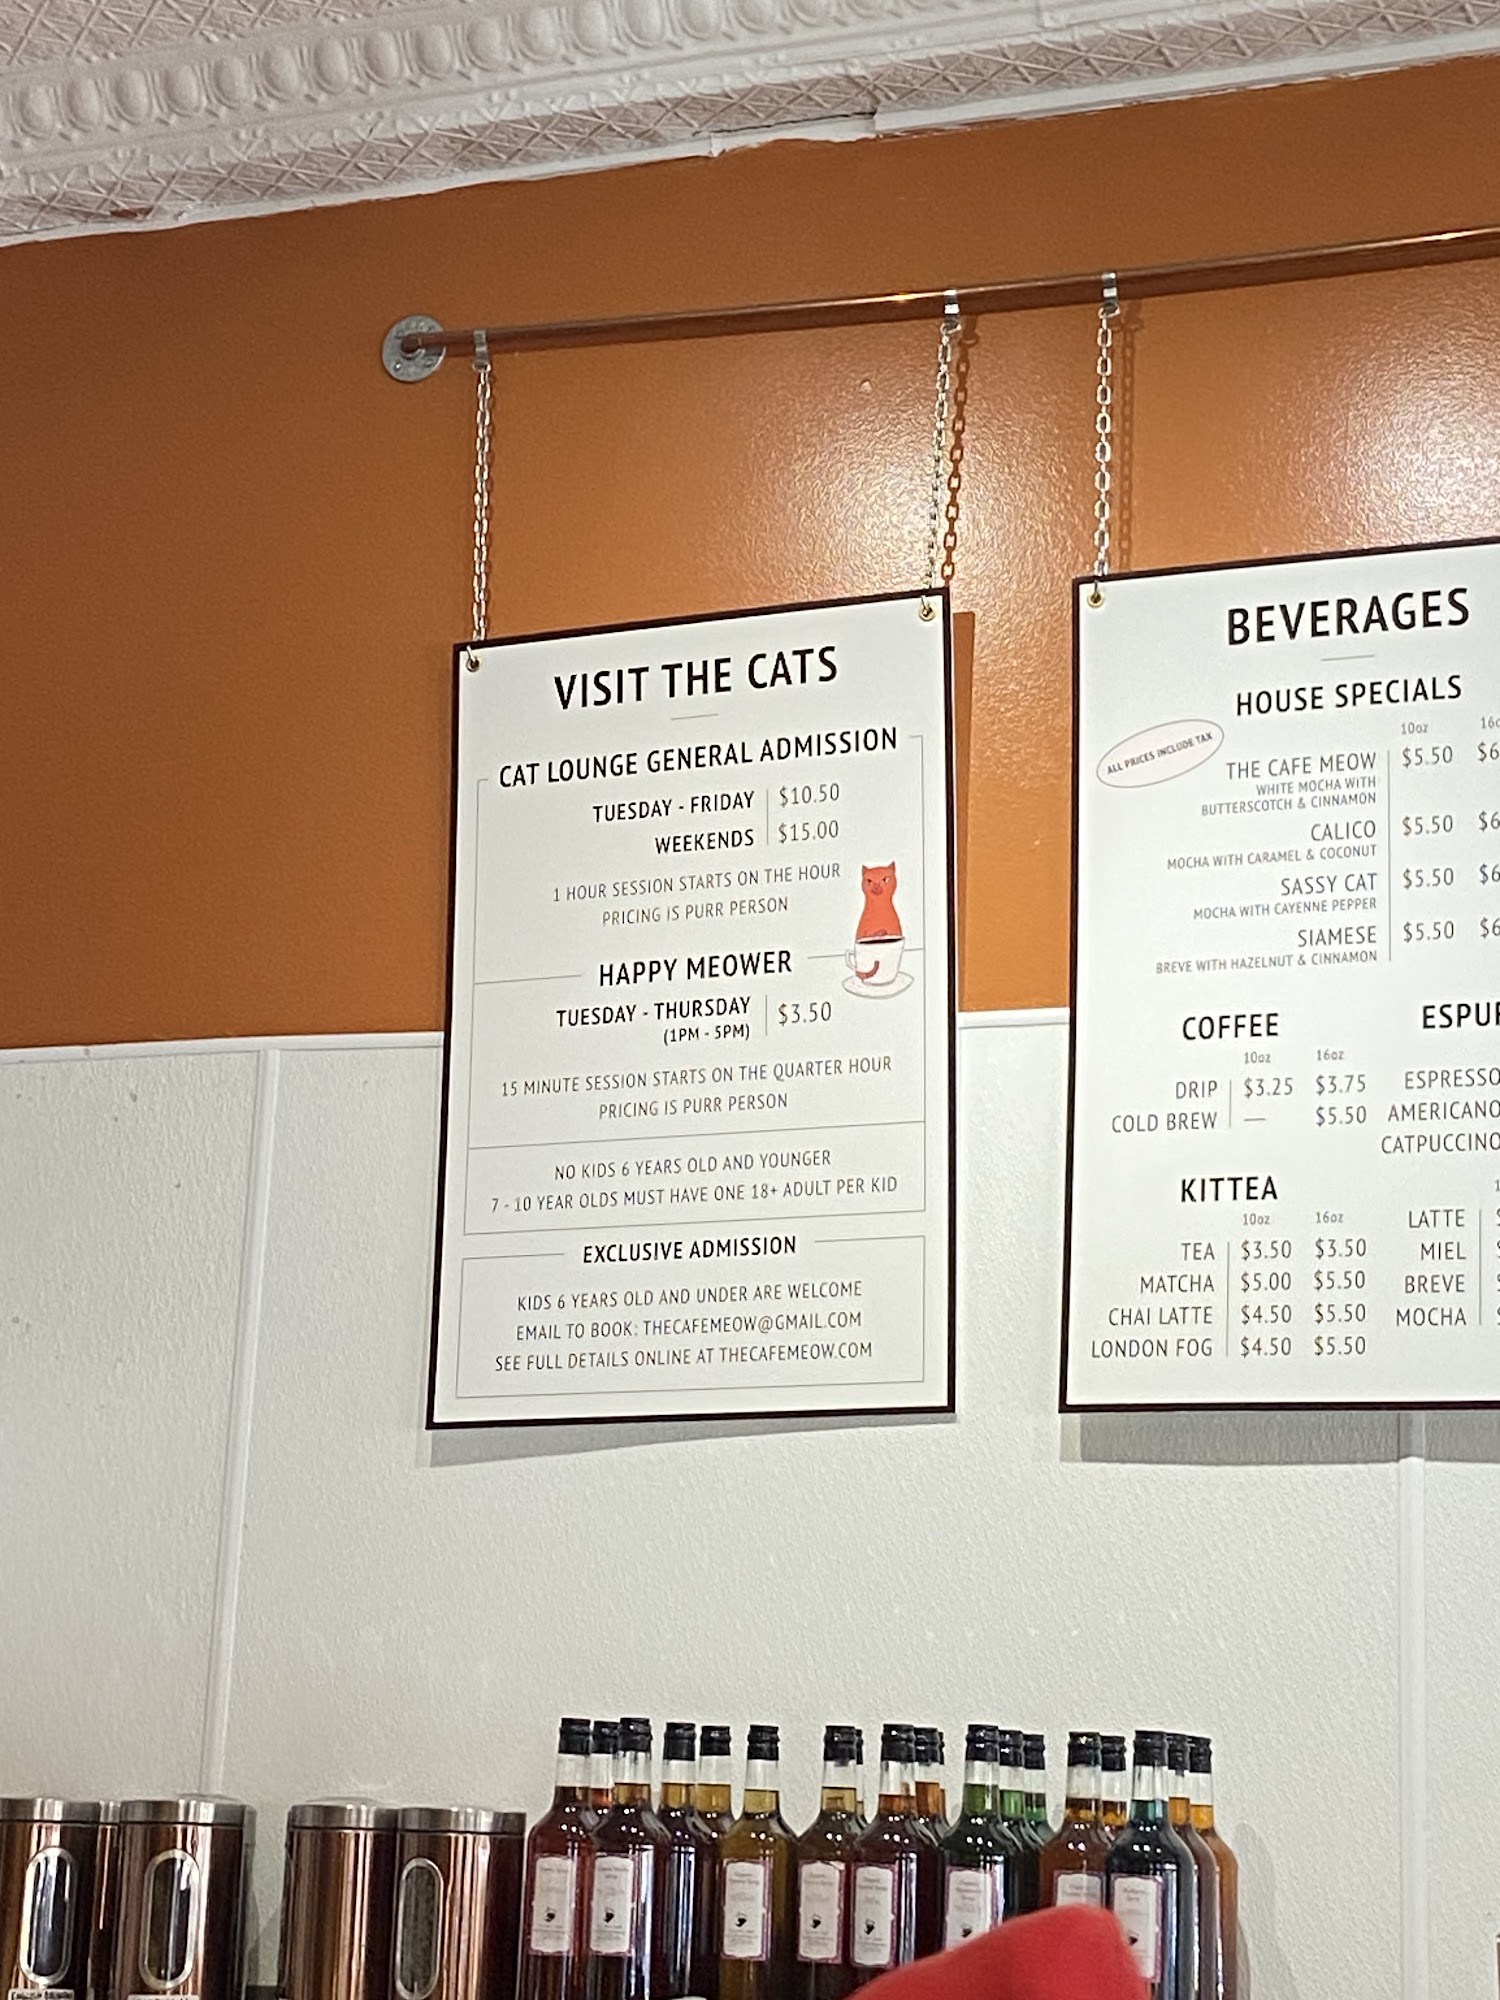 VISIT THE CATS
CAT LOUNGE GENERAL ADMISSION
TUESDAY - FRIDAY $10.50
WEEKENDS $15.00
1 HOUR SESSION STARTS ON THE HOUR
PRICING IS PURR PERSON
HAPPY MEOWER
TUESDAY - THURSDAY $3.50
(1PM - 5PM)
15 MINUTE SESSION STARTS ON THE QUARTER HOUR
PRICING IS PURR PERSON
NO KIDS 6 YEARS OLD AND YOUNGER
7 - 10 YEAR OLDS MUST HAVE ONE 18+ ADULT PER KID
EXCLUSIVE ADMISSION
KIDS 6 YEARS OLD AND UNDER ARE WELCOME
EMAIL TO BOOK: THECAFEMEOW@GMAIL.COM
SEE FULL DETAILS ONLINE AT THECAFEMEOW.COM
BEVERAGES
HOUSE SPECIALS
ALL PRICES INCLUDE TAX
10oz
THE CAFE MEOW $5.50
WHITE MOCHA WITH
BUTTERSCOTCH & CINNAMON
CALICO $5.50
MOCHA WITH CARAMEL & COCONUT
SASSY CAT $5.50
MOCHA WITH CAYENNE PEPPER
SIAMESE $5.50
BREVE WITH HAZELNUT & CINNAMON
COFFEE
10oz 16oz
DRIP $3.25 $3.75
COLD BREW — $5.50
KITTEA
10oz 16oz
TEA $3.50 $3.50
MATCHA $5.00 $5.50
CHAI LATTE $4.50 $5.50
LONDON FOG $4.50 $5.50
ESPRESSO
AMERICANO
CATPUCCINO
LATTE
MIEL
BREVE
MOCHA